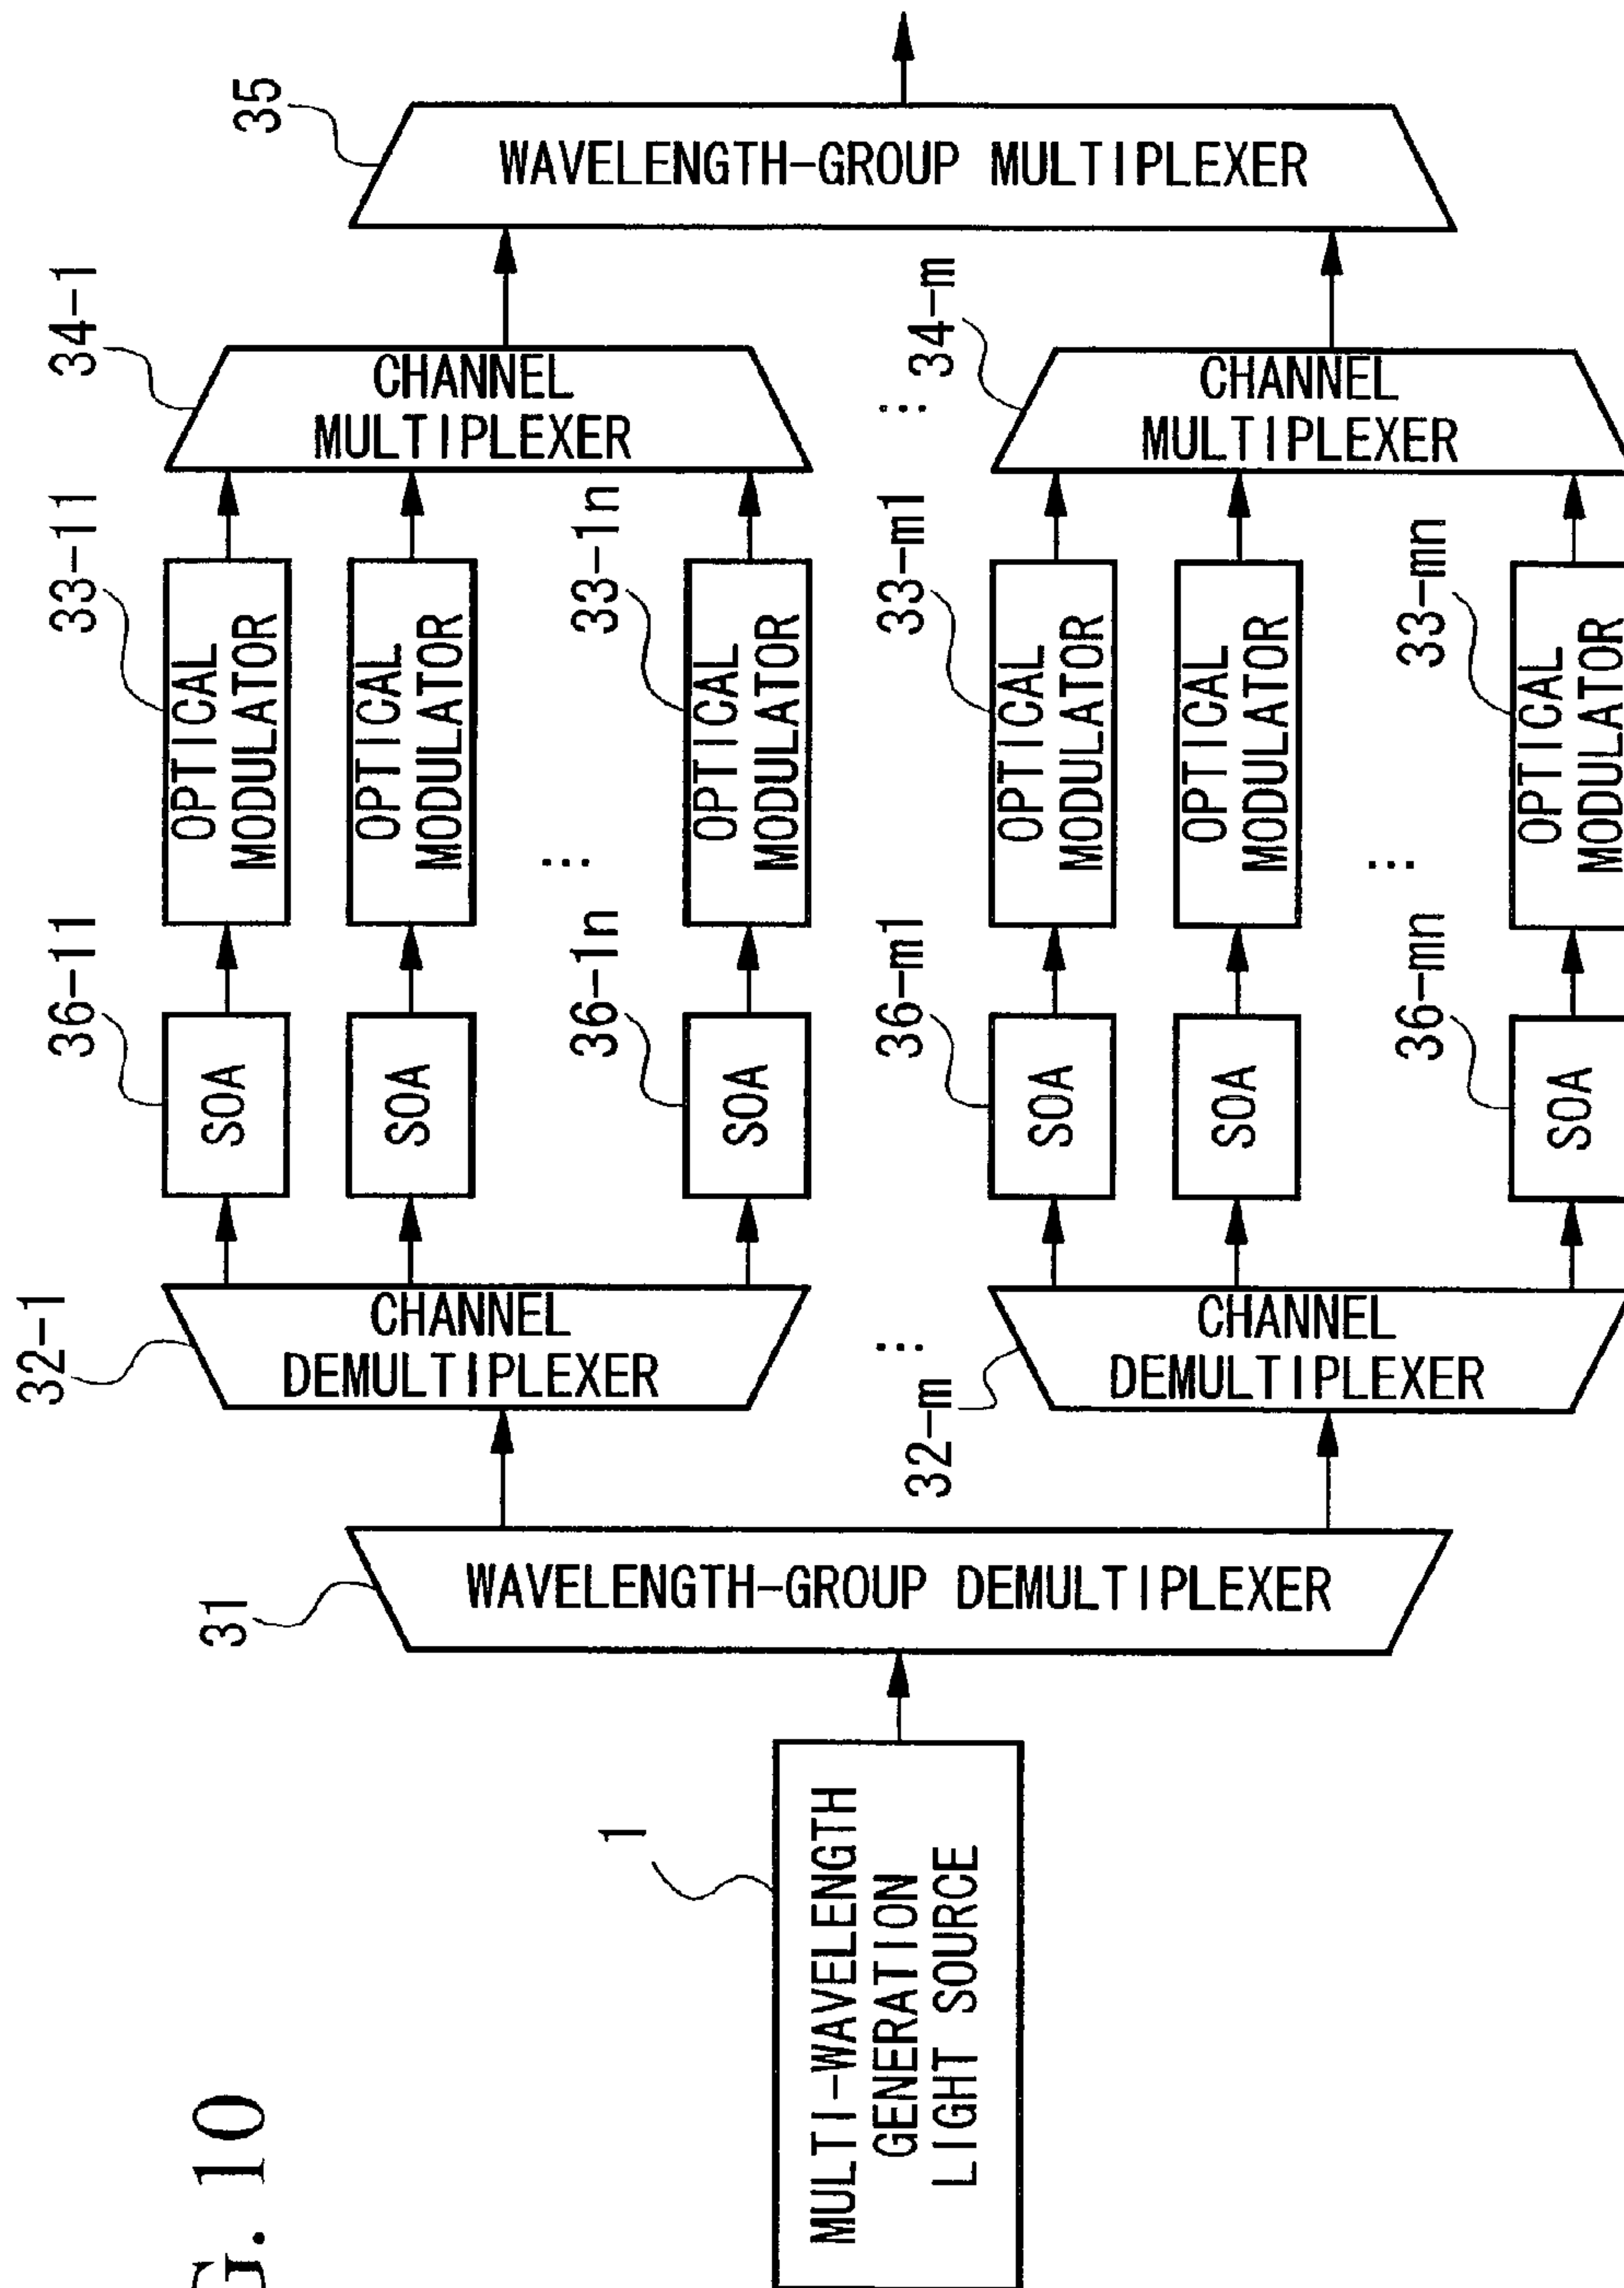 G. 10
1
MULTI-WAVELENGTH
GENERATION
LIGHT SOURCE
31
WAVELENGTH-GROUP DEMULTIPLEXER
32-1
CHANNEL
DEMULTIPLEXER
36-11
SOA
33-11
OPTICAL
MODULATOR
SOA
OPTICAL
MODULATOR
...
36-1n
SOA
33-1n
OPTICAL
MODULATOR
34-1
CHANNEL
MULTIPLEXER
...
...
32-m
CHANNEL
DEMULTIPLEXER
36-m1
SOA
33-m1
OPTICAL
MODULATOR
SOA
OPTICAL
MODULATOR
...
36-mn
SOA
33-mn
OPTICAL
MODULATOR
34-m
CHANNEL
MULTIPLEXER
35
WAVELENGTH-GROUP MULTIPLEXER